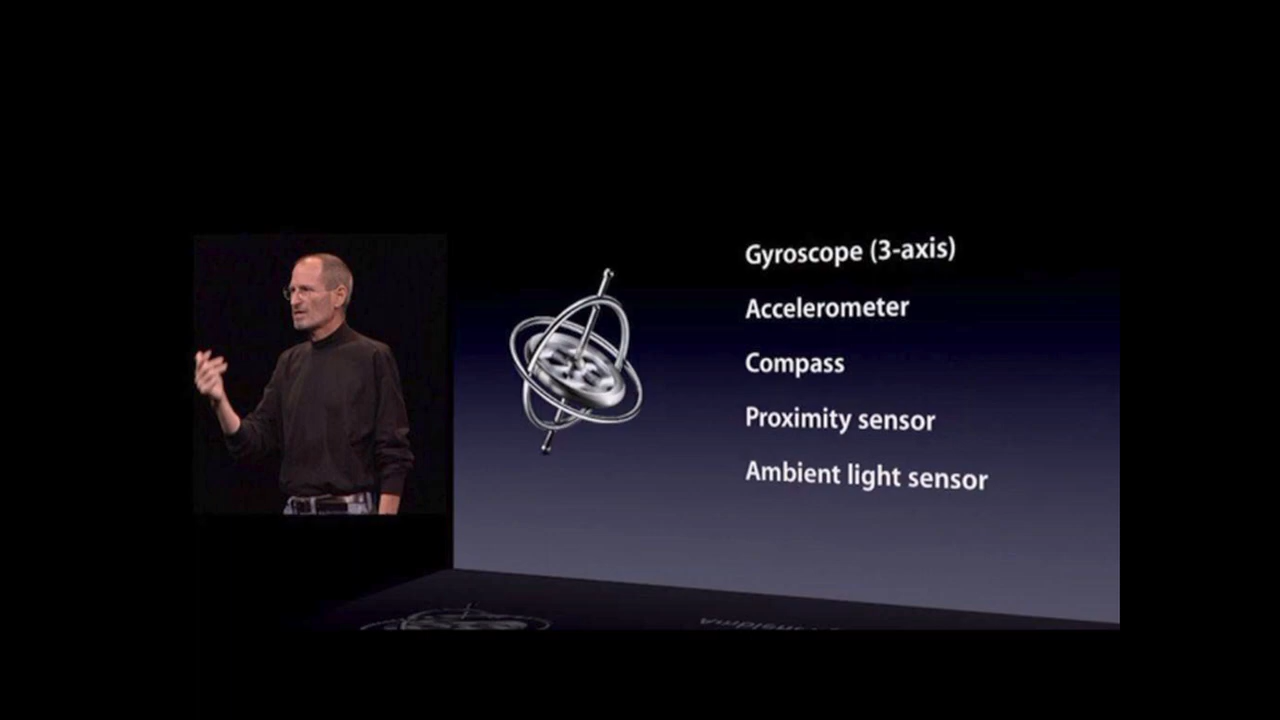 Gyroscope (3-axis)
Accelerometer
Compass
Proximity sensor
Ambient light sensor